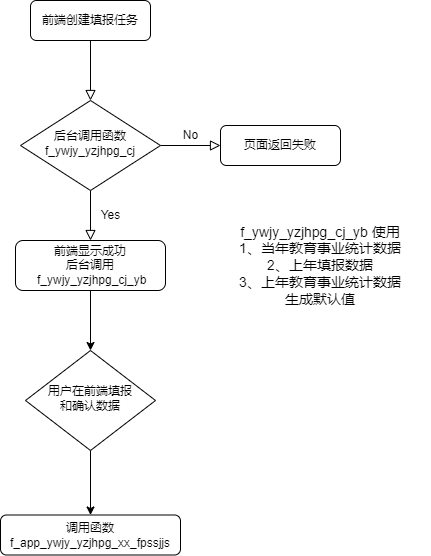 前端创建填报任务
后台调用函数
f_ywjy_yzjhpg_cj
No
页面返回失败
Yes
前端显示成功
后台调用
f_ywjy_yzjhpg_cj_yb
f_ywjy_yzjhpg_cj_yb 使用
1、当年教育事业统计数据
2、上年填报数据
3、上年教育事业统计数据
生成默认值
用户在前端填报
和确认数据
调用函数
f_app_ywjy_yzjhpg_xx_fpssjjs